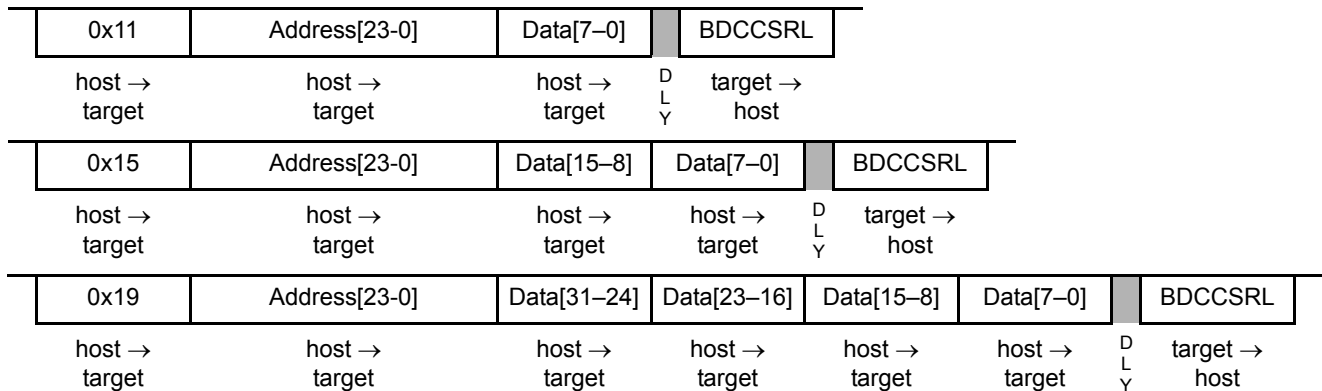 0x11 Address[23-0] Data[7–0] BDCCSRL
host → host → host → D L Y target →
target target target host
0x15 Address[23-0] Data[15–8] Data[7–0] BDCCSRL
host → host → host → host → D L Y target →
target target target target host
0x19 Address[23-0] Data[31–24] Data[23–16] Data[15–8] Data[7–0] BDCCSRL
host → host → host → host → host → host → D L Y target →
target target target target target target host